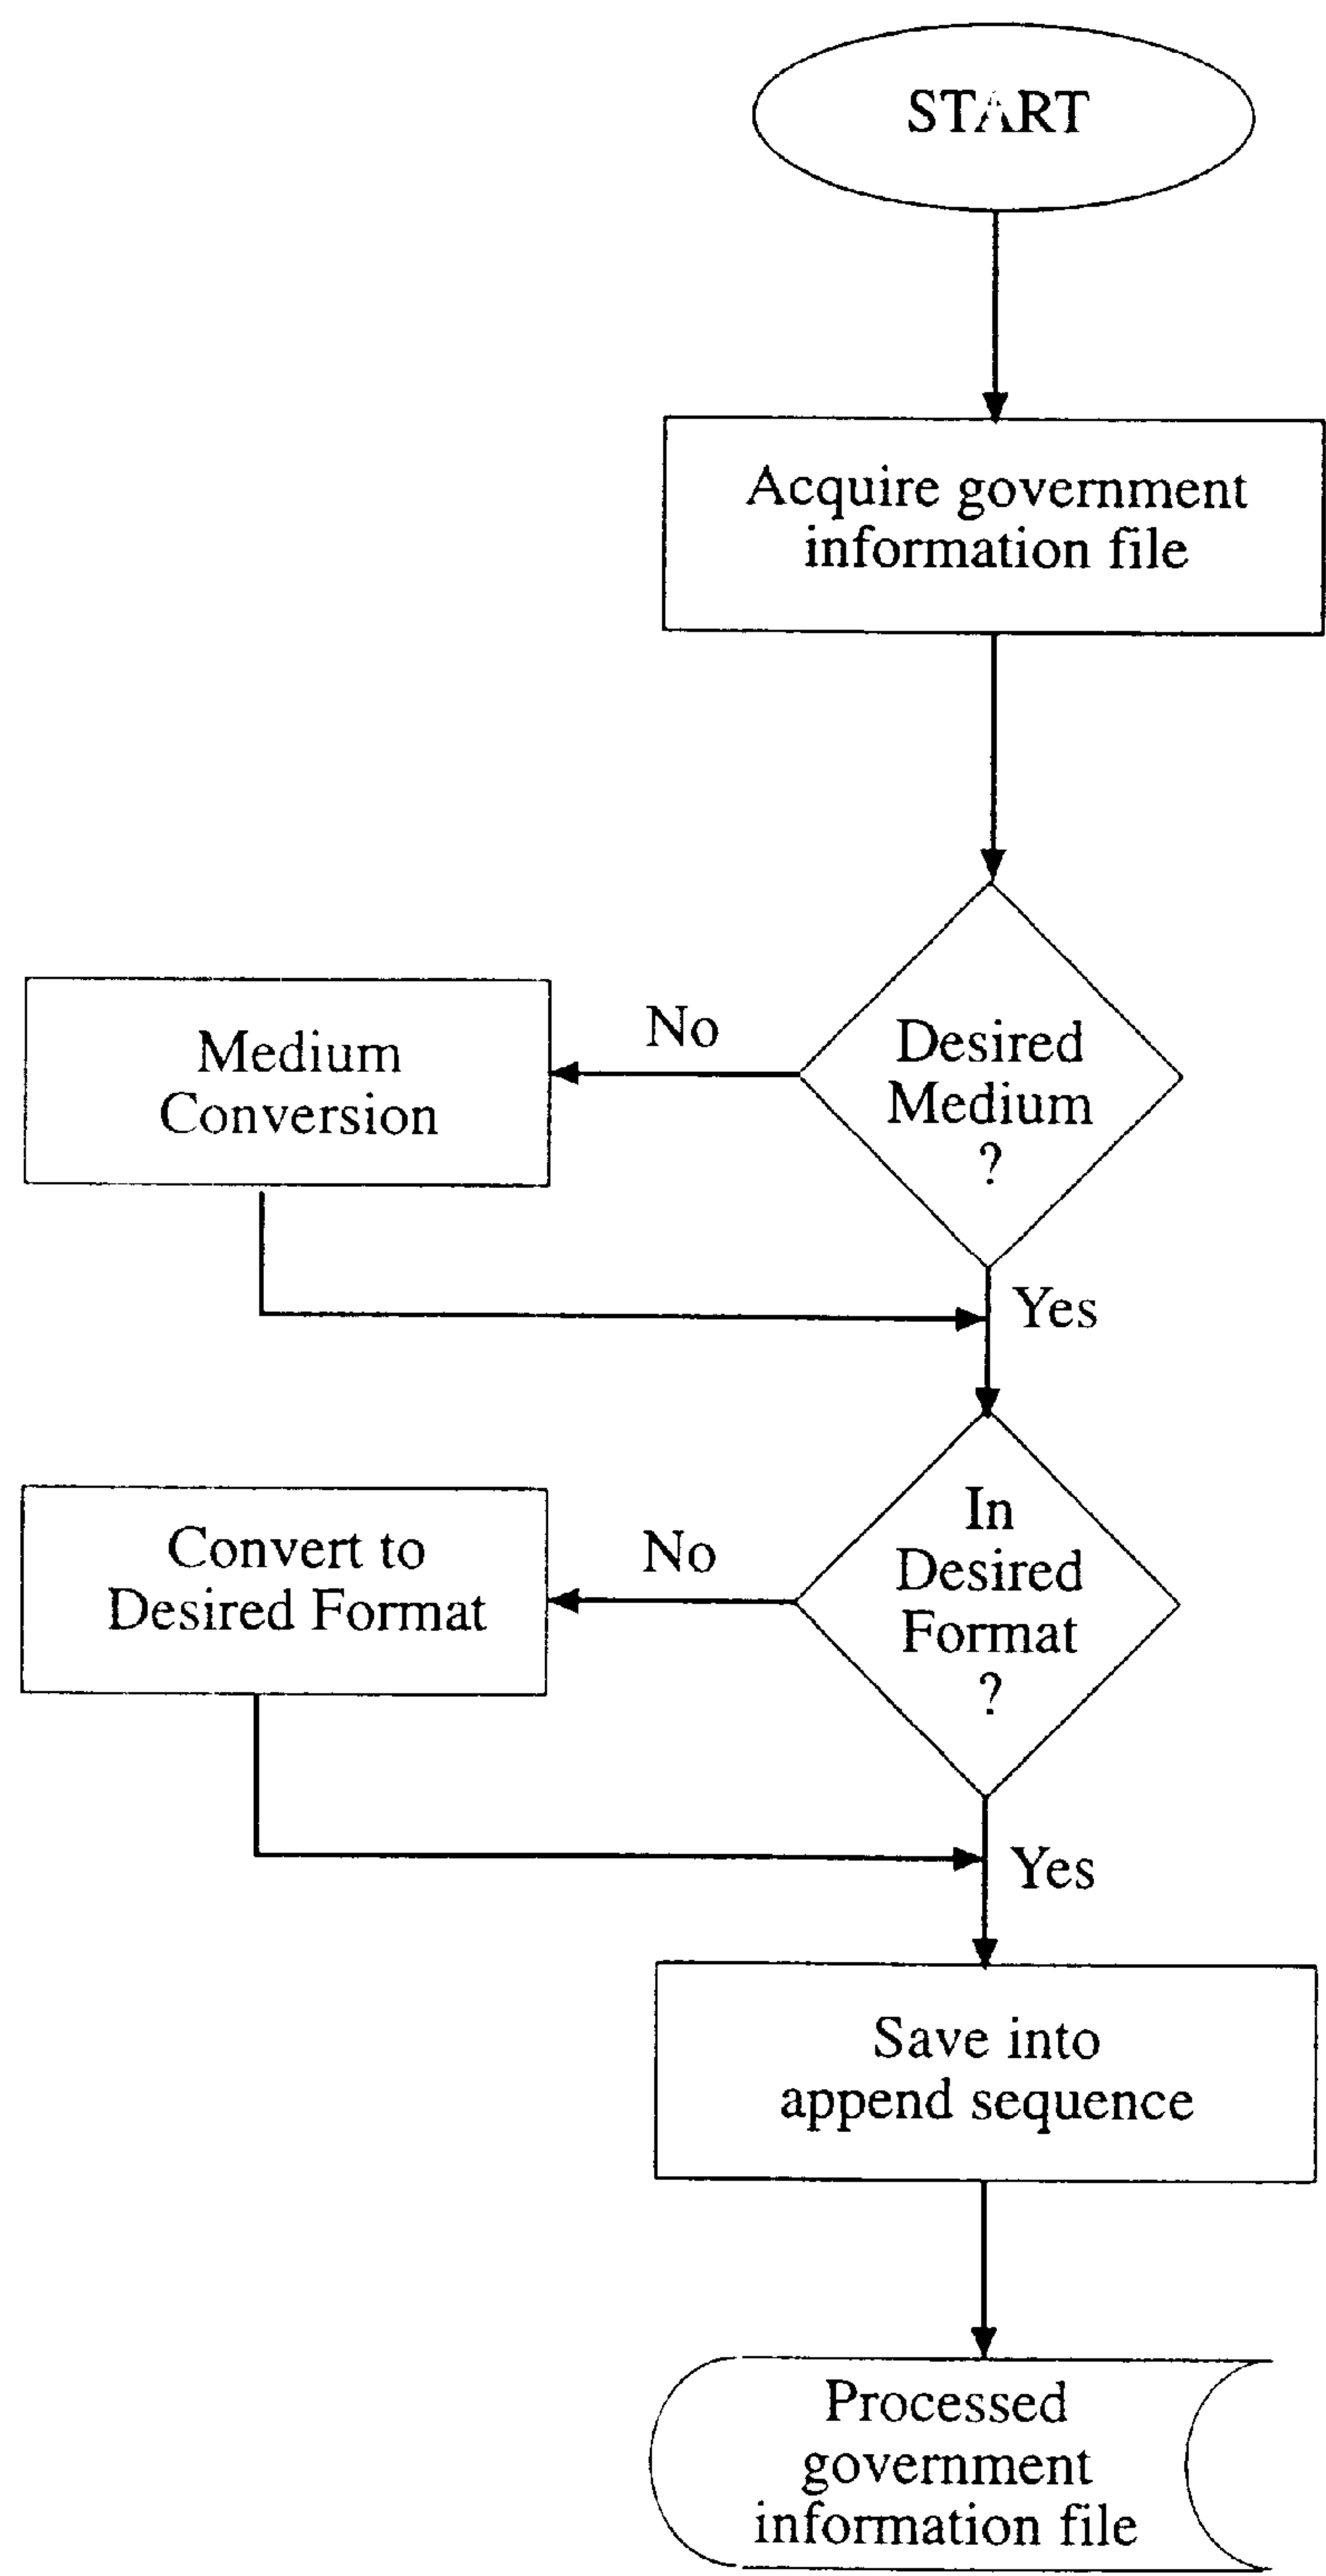 START
Acquire government
information file
Desired
Medium
?
No
Medium
Conversion
Yes
In
Desired
Format
?
No
Convert to
Desired Format
Yes
Save into
append sequence
Processed
government
information file